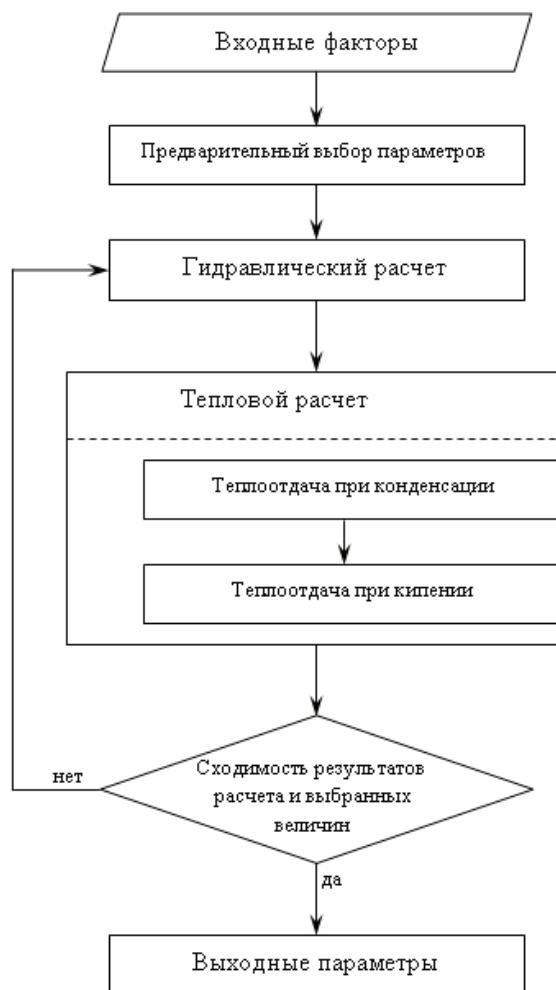 Входные факторы
Предварительный выбор параметров
Гидравлический расчет
Тепловой расчет
Теплоотдача при конденсации
Теплоотдача при кипении
Сходимость результатов
расчета и выбранных
величин
нет
да
Выходные параметры